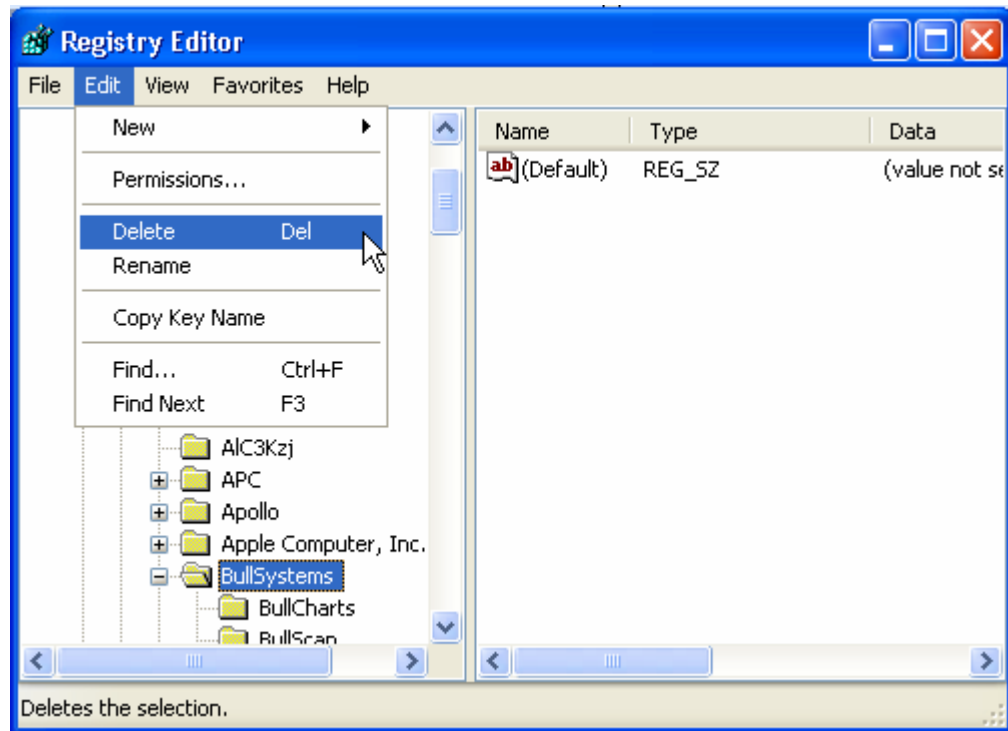 Registry Editor
File Edit View Favorites Help
New
Permissions...
Delete Del
Rename
Copy Key Name
Find... Ctrl+F
Find Next F3
AlC3Kzj
APC
Apollo
Apple Computer, Inc.
BullSystems
BullCharts
BullScan
Name Type Data
ab (Default) REG_SZ (value not se
Deletes the selection.